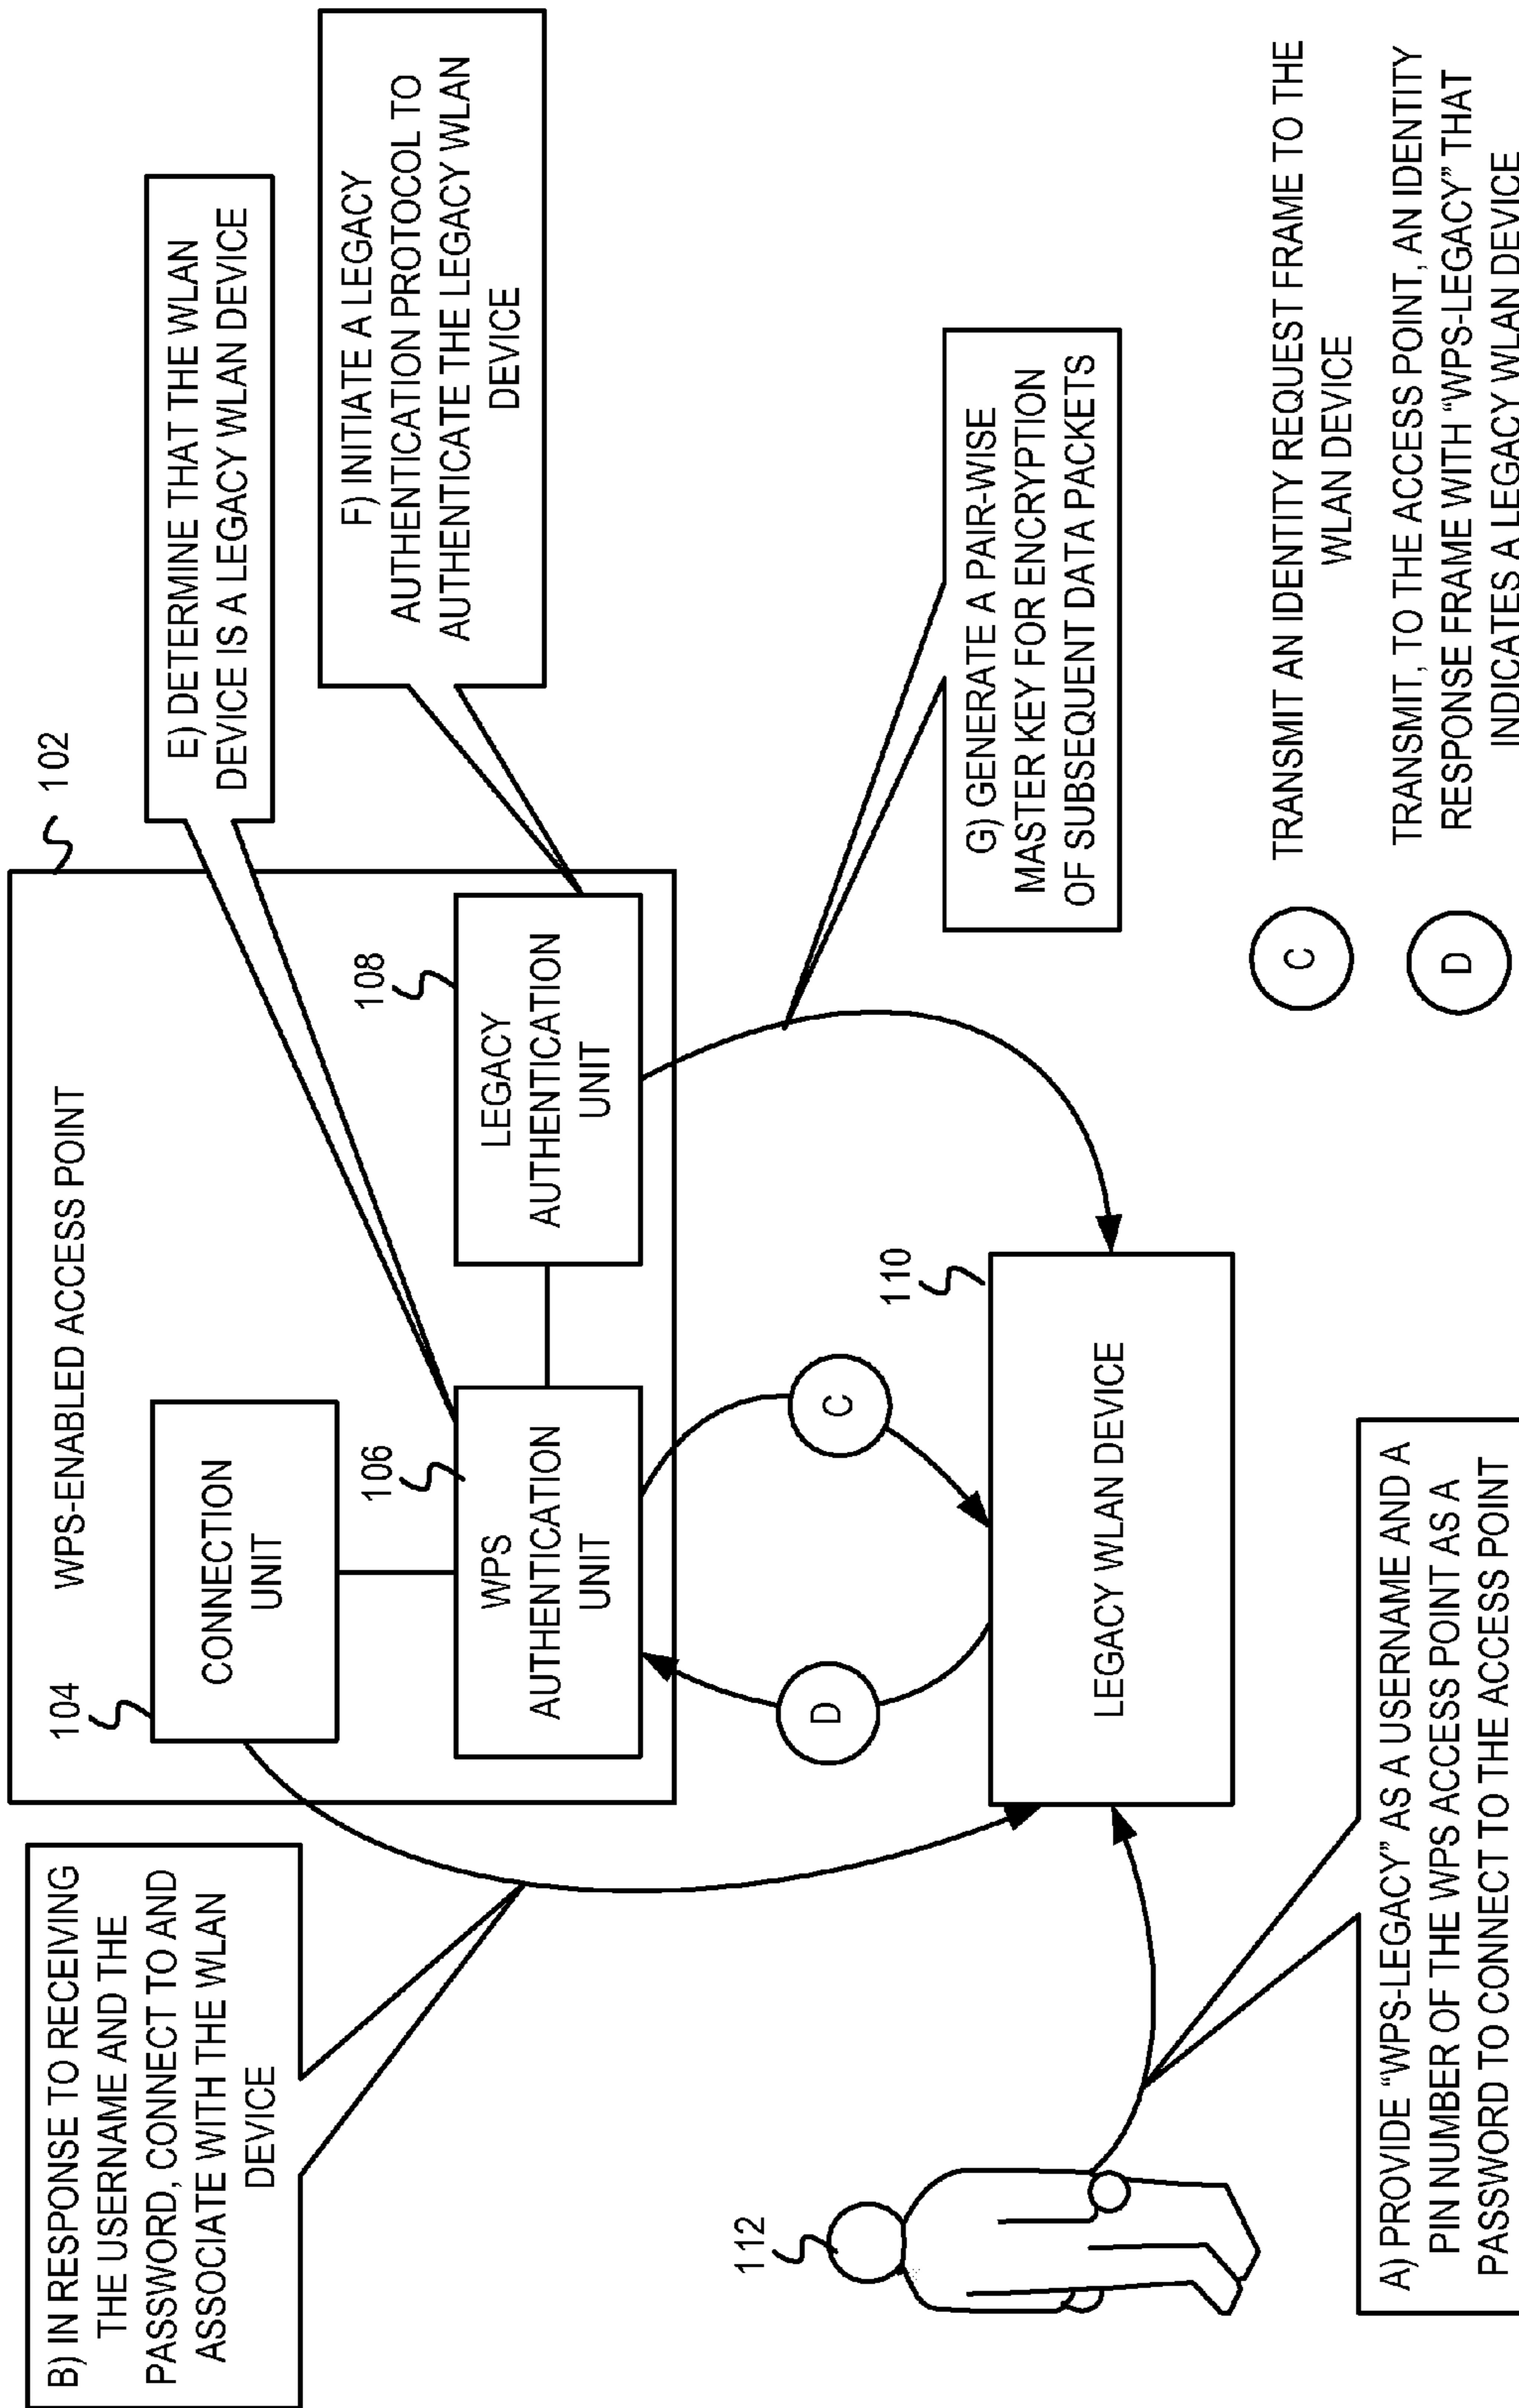 B) IN RESPONSE TO RECEIVING
THE USERNAME AND THE
PASSWORD, CONNECT TO AND
ASSOCIATE WITH THE WLAN
DEVICE
104
WPS-ENABLED ACCESS POINT
102
CONNECTION
UNIT
106
WPS
AUTHENTICATION
UNIT
108
LEGACY
AUTHENTICATION
UNIT
E) DETERMINE THAT THE WLAN
DEVICE IS A LEGACY WLAN DEVICE
F) INITIATE A LEGACY
AUTHENTICATION PROTOCOL TO
AUTHENTICATE THE LEGACY WLAN
DEVICE
112
D
C
110
LEGACY WLAN DEVICE
G) GENERATE A PAIR-WISE
MASTER KEY FOR ENCRYPTION
OF SUBSEQUENT DATA PACKETS
A) PROVIDE “WPS-LEGACY” AS A USERNAME AND A
PIN NUMBER OF THE WPS ACCESS POINT AS A
PASSWORD TO CONNECT TO THE ACCESS POINT
C
TRANSMIT AN IDENTITY REQUEST FRAME TO THE
WLAN DEVICE
D
TRANSMIT, TO THE ACCESS POINT, AN IDENTITY
RESPONSE FRAME WITH “WPS-LEGACY” THAT
INDICATES A LEGACY WLAN DEVICE